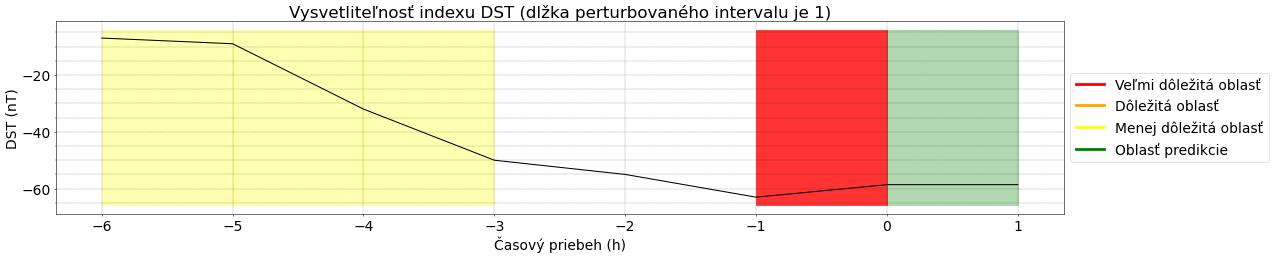 Vysvetliteľnosť indexu DST (dĺžka perturbovaného intervalu je 1)
DST (nT)
−20
−40
−60
−6 −5 −4 −3 −2 −1 0 1
Časový priebeh (h)
Veľmi dôležitá oblasť
Dôležitá oblasť
Menej dôležitá oblasť
Oblasť predikcie